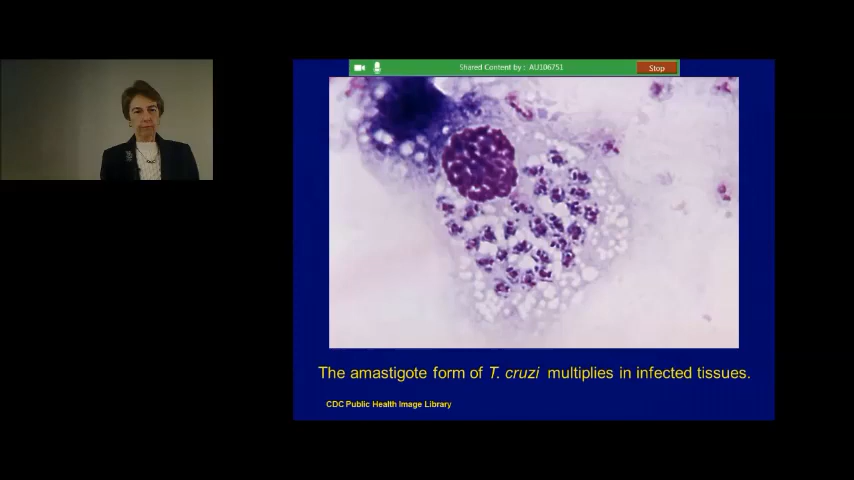 Shared Content by : AU106751
Stop
The amastigote form of T. cruzi multiplies in infected tissues.
CDC Public Health Image Library